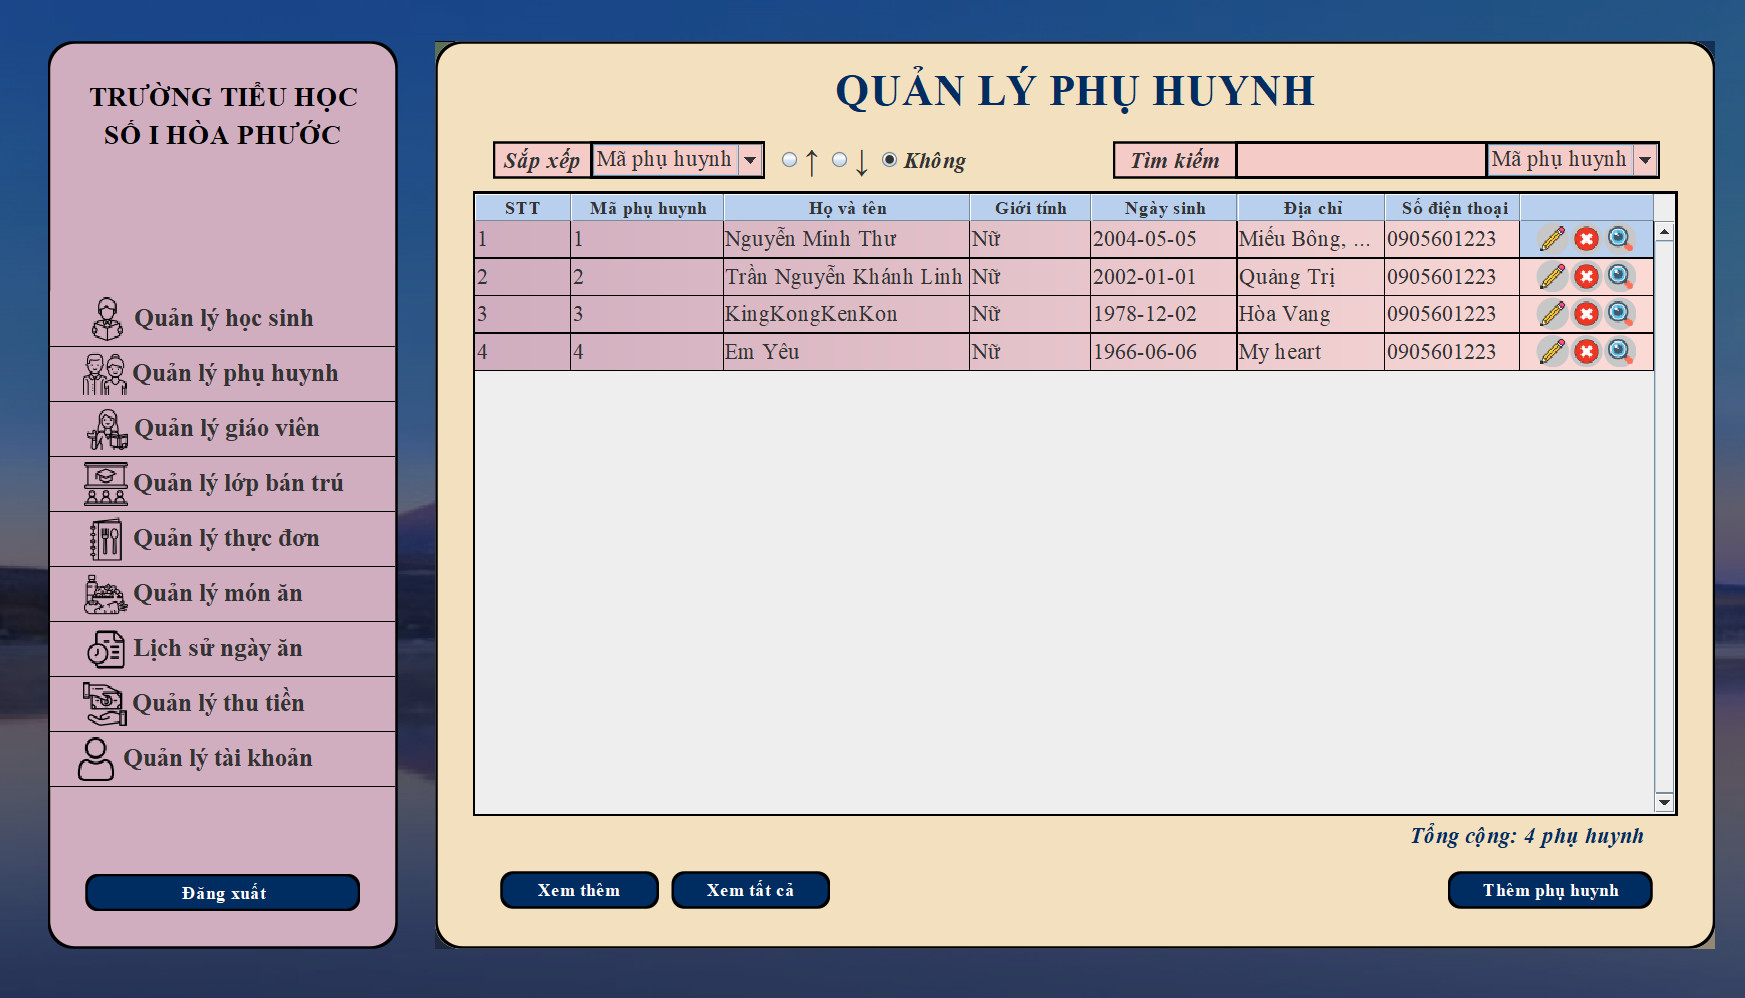 TRƯỜNG TIỂU HỌC
SỐ I HÒA PHƯỚC
Quản lý học sinh
Quản lý phụ huynh
Quản lý giáo viên
Quản lý lớp bán trú
Quản lý thực đơn
Quản lý món ăn
Lịch sử ngày ăn
Quản lý thu tiền
Quản lý tài khoản
Đăng xuất
QUẢN LÝ PHỤ HUYNH
Sắp xếp Mã phụ huynh ↑ ↓ Không Tìm kiếm Mã phụ huynh
STT Mã phụ huynh Họ và tên Giới tính Ngày sinh Địa chỉ Số điện thoại
1 1 Nguyễn Minh Thư Nữ 2004-05-05 Miếu Bông, ... 0905601223
2 2 Trần Nguyễn Khánh Linh Nữ 2002-01-01 Quảng Trị 0905601223
3 3 KingKongKenKon Nữ 1978-12-02 Hòa Vang 0905601223
4 4 Em Yêu Nữ 1966-06-06 My heart 0905601223
Tổng cộng: 4 phụ huynh
Xem thêm Xem tất cả Thêm phụ huynh